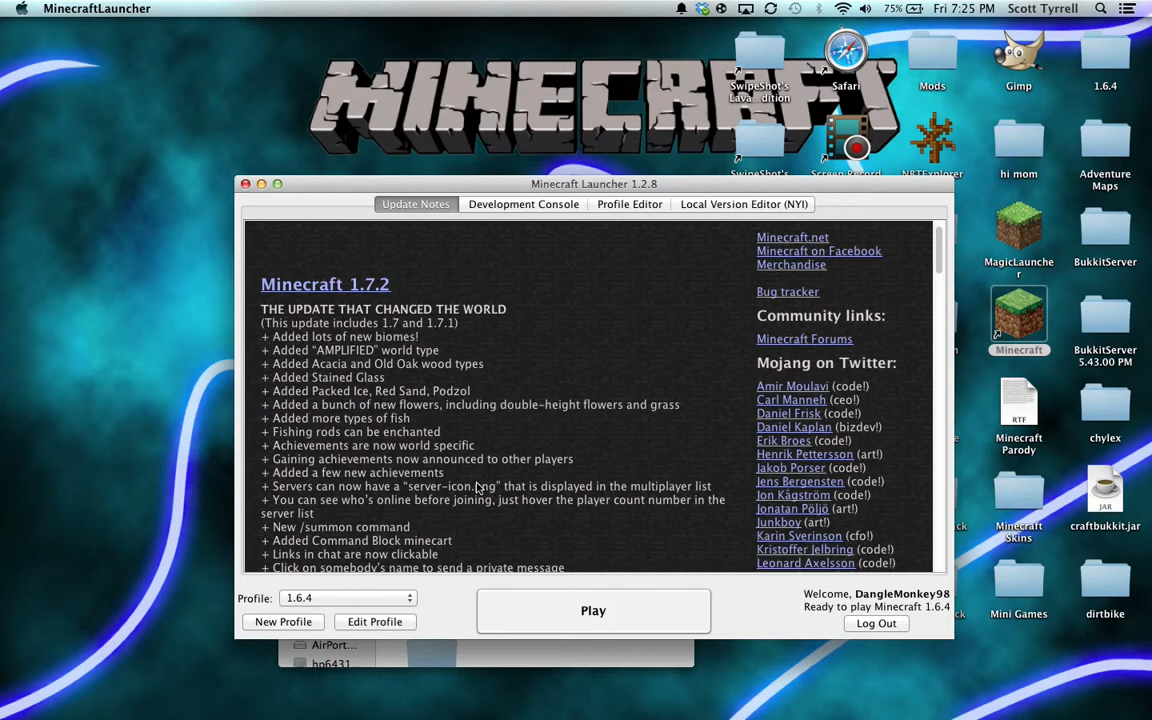 MinecraftLauncher
75%
Fri 7:25 PM
Scott Tyrrell
MINECRAFT
SwipeShot's
Lava...dition
Safari
Mods
Gimp
1.6.4
SwipeShot's
Screen Record
NBTExplorer
hi mom
Adventure
Maps
MagicLaunche
r
BukkitServer
Minecraft
BukkitServer
5.43.00 PM
RTF
Minecraft
Parody
chylex
JAR
Minecraft
Skins
craftbukkit.jar
Mini Games
dirtbike
Minecraft Launcher 1.2.8
Update Notes
Development Console
Profile Editor
Local Version Editor (NYI)
Minecraft 1.7.2
THE UPDATE THAT CHANGED THE WORLD
(This update includes 1.7 and 1.7.1)
+ Added lots of new biomes!
+ Added “AMPLIFIED” world type
+ Added Acacia and Old Oak wood types
+ Added Stained Glass
+ Added Packed Ice, Red Sand, Podzol
+ Added a bunch of new flowers, including double-height flowers and grass
+ Added more types of fish
+ Fishing rods can be enchanted
+ Achievements are now world specific
+ Gaining achievements now announced to other players
+ Added a few new achievements
+ Servers can now have a “server-icon.png” that is displayed in the multiplayer list
+ You can see who’s online before joining, just hover the player count number in the
server list
+ New /summon command
+ Added Command Block minecart
+ Links in chat are now clickable
+ Click on somebody’s name to send a private message
Minecraft.net
Minecraft on Facebook
Merchandise
Bug tracker
Community links:
Minecraft Forums
Mojang on Twitter:
Amir Moulavi (code!)
Carl Manneh (ceo!)
Daniel Frisk (code!)
Daniel Kaplan (bizdev!)
Erik Broes (code!)
Henrik Pettersson (art!)
Jakob Porser (code!)
Jens Bergensten (code!)
Jon Kågström (code!)
Jonatan Pöljö (art!)
Junkboy (art!)
Karin Severinson (cfo!)
Kristoffer Jelbring (code!)
Leonard Axelsson (code!)
Profile:
1.6.4
New Profile
Edit Profile
Play
Welcome, DangleMonkey98
Ready to play Minecraft 1.6.4
Log Out
AirPort...
hp6431...